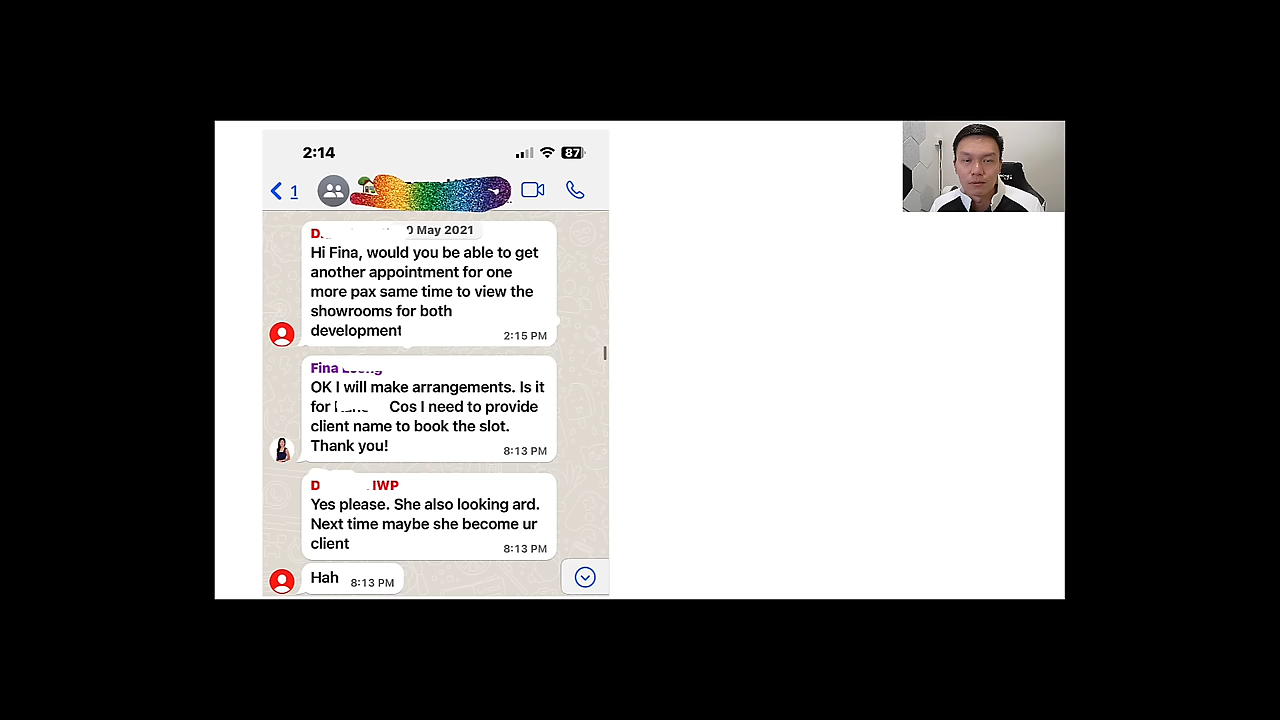 2:14
87
1
0 May 2021
D.
Hi Fina, would you be able to get
another appointment for one
more pax same time to view the
showrooms for both
development
2:15 PM
Fina
OK I will make arrangements. Is it
for Cos I need to provide
client name to book the slot.
Thank you!
8:13 PM
D IWP
Yes please. She also looking ard.
Next time maybe she become ur
client
8:13 PM
Hah 8:13 PM